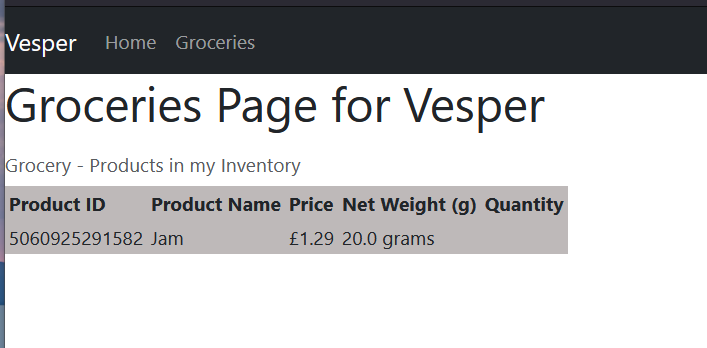 Vesper Home Groceries
Groceries Page for Vesper
Grocery - Products in my Inventory
Product ID Product Name Price Net Weight (g) Quantity
5060925291582 Jam £1.29 20.0 grams